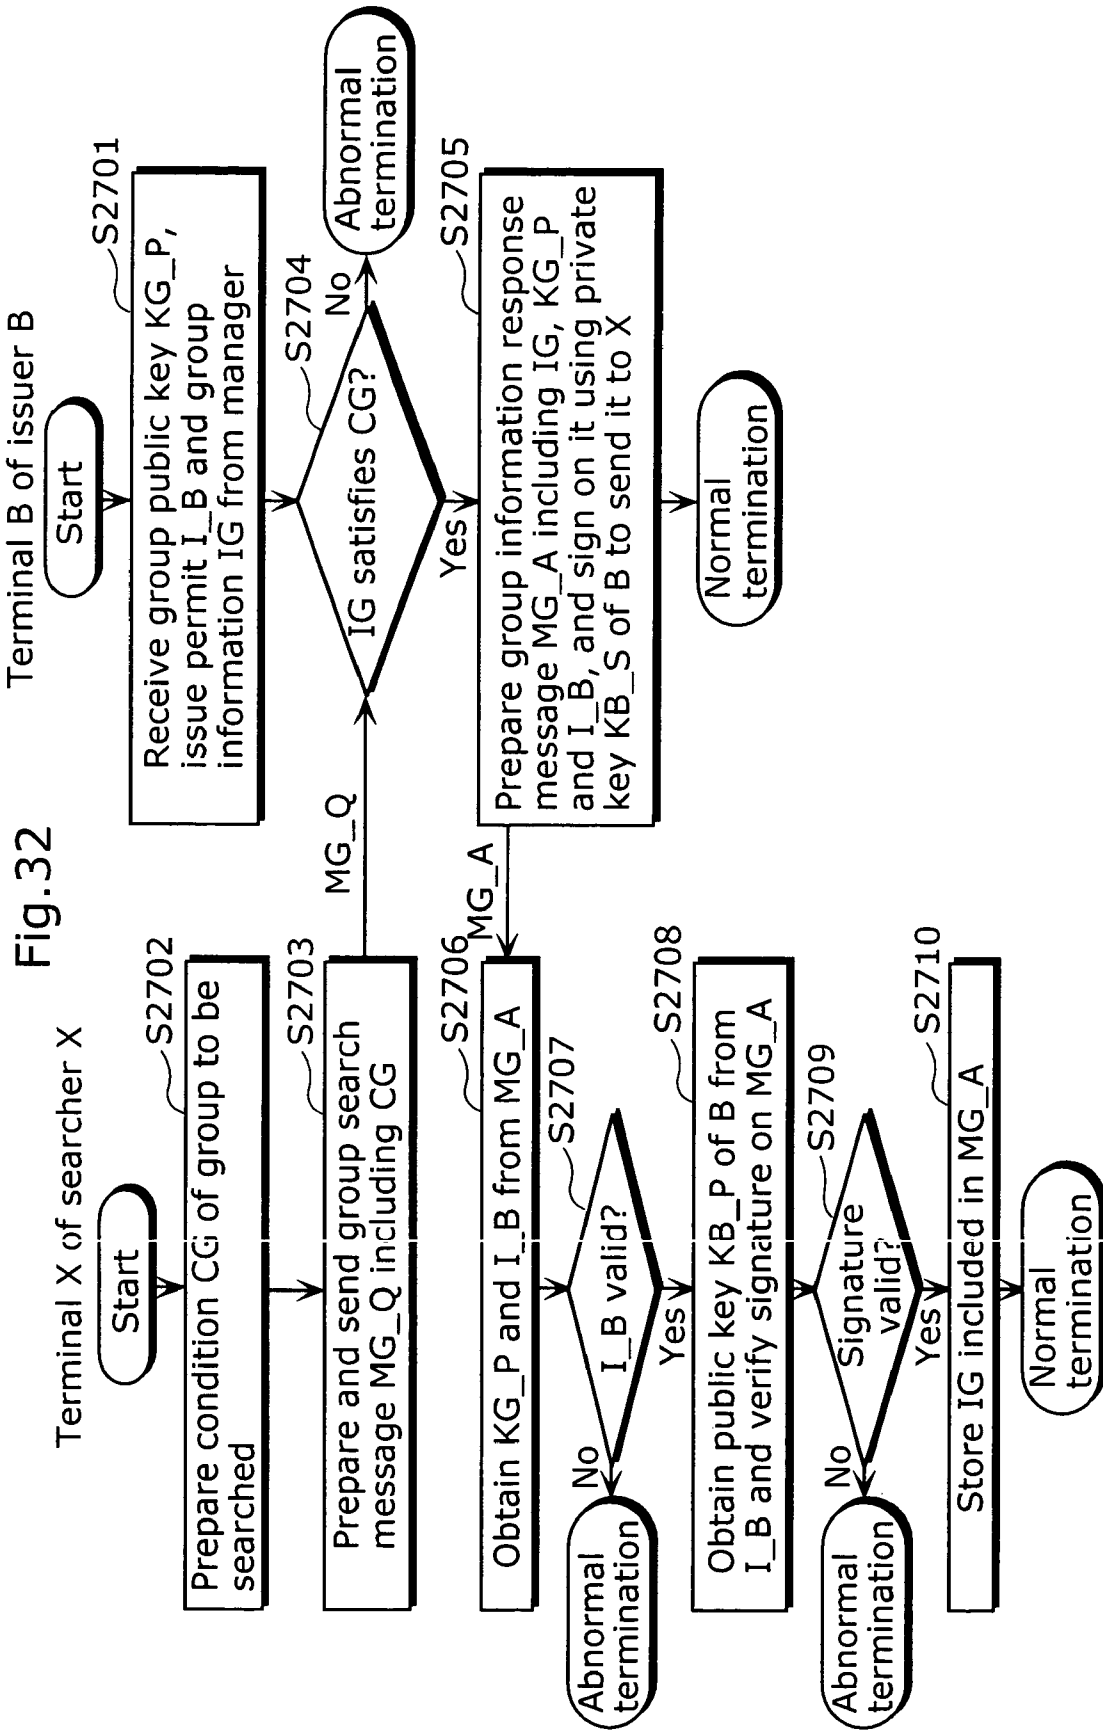 Fig.32
Terminal X of searcher X
Start
S2702
Prepare condition CG of group to be
searched
S2703
Prepare and send group search
message MG_Q including CG
MG_Q
S2706
Obtain KG_P and I_B from MG_A
S2707
I_B valid?
No
Abnormal
termination
Yes
S2708
Obtain public key KB_P of B from
I_B and verify signature on MG_A
S2709
Signature
valid?
No
Abnormal
termination
Yes
S2710
Store IG included in MG_A
Normal
termination
Terminal B of issuer B
Start
S2701
Receive group public key KG_P,
issue permit I_B and group
information IG from manager
S2704
IG satisfies CG?
No
Abnormal
termination
Yes
S2705
Prepare group information response
message MG_A including IG, KG_P
and I_B, and sign on it using private
key KB_S of B to send it to X
MG_A
Normal
termination